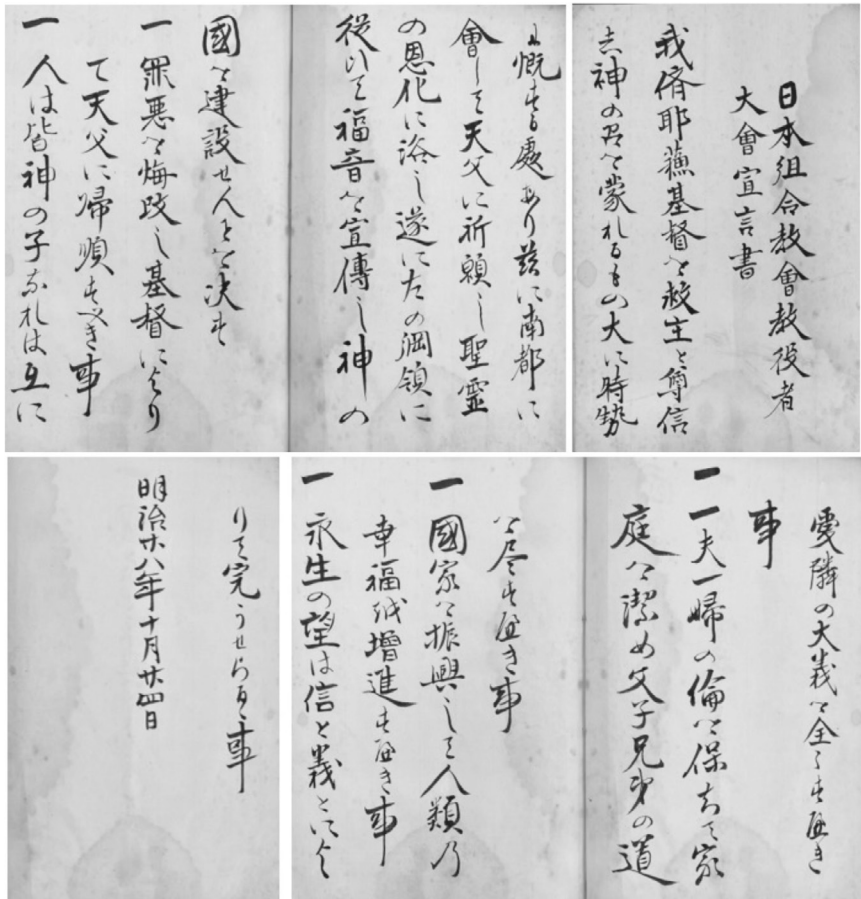 日本組合教會教役者
大會宣言書
我儕耶蘓基督を救主と尊信
し神の召を蒙れるもの大に時勢
に慨する處あり茲に南都に
會して天父に祈願し聖霊
の恩化に浴し遂に左の綱領に
従ひて福音を宣傳し神の
國を建設せんとを決す
一 罪悪を悔改し基督により
て天父に帰順すべき事
一 人は皆神の子なれは互に
愛隣の大義を全くすべき
事
一 一夫一婦の倫を保ちて家
庭を潔め父子兄弟の道
を尽すべき事
一 國家を振興して人類乃
幸福を増進すべき事
一 永生の望は信と義とによ
りて完うせらるゝ事
明治廿八年十月廿四日